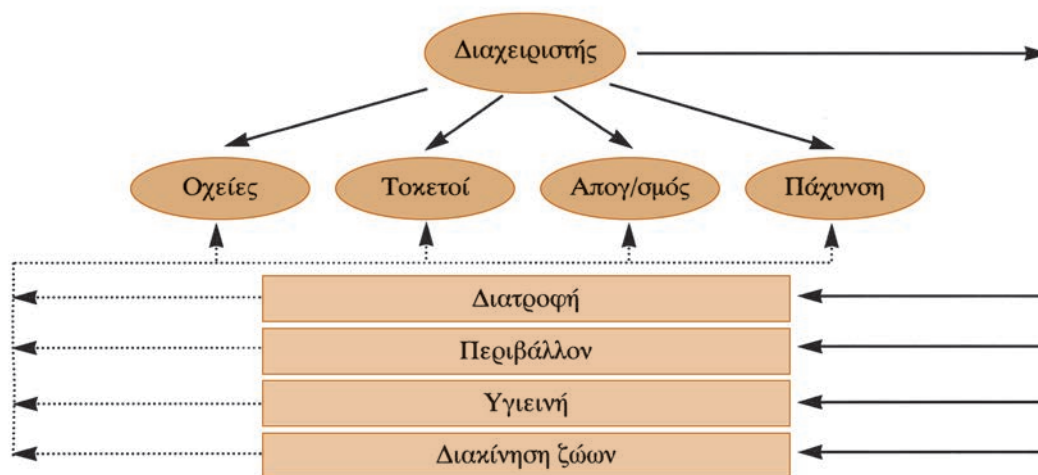 Διαχειριστής
Οχείες
Τοκετοί
Απογ/σμός
Πάχυνση
Διατροφή
Περιβάλλον
Υγιεινή
Διακίνηση ζώων